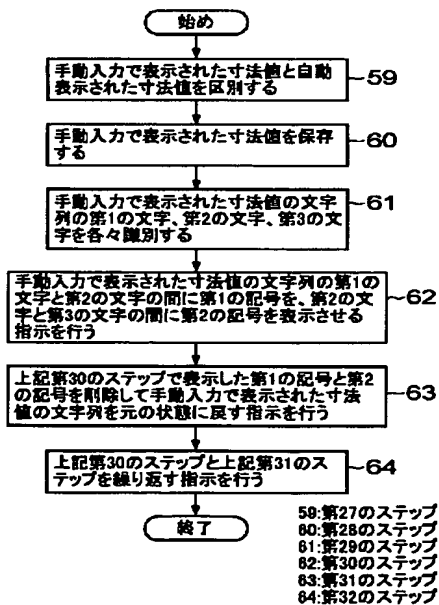 始め
手動入力で表示された寸法値と自動
表示された寸法値を区別する
59
手動入力で表示された寸法値を保存
する
60
手動入力で表示された寸法値の文字
列の第1の文字、第2の文字、第3の文
字を各々識別する
61
手動入力で表示された寸法値の文字列の第1の
文字と第2の文字の間に第1の記号を、第2の文
字と第3の文字の間に第2の記号を表示させる
指示を行う
62
上記第30のステップで表示した第1の記号と第2
の記号を削除して手動入力で表示された寸法
値の文字列を元の状態に戻す指示を行う
63
上記第30のステップと上記第31のス
テップを繰り返す指示を行う
64
終了
59:第27のステップ
60:第28のステップ
61:第29のステップ
62:第30のステップ
63:第31のステップ
64:第32のステップ